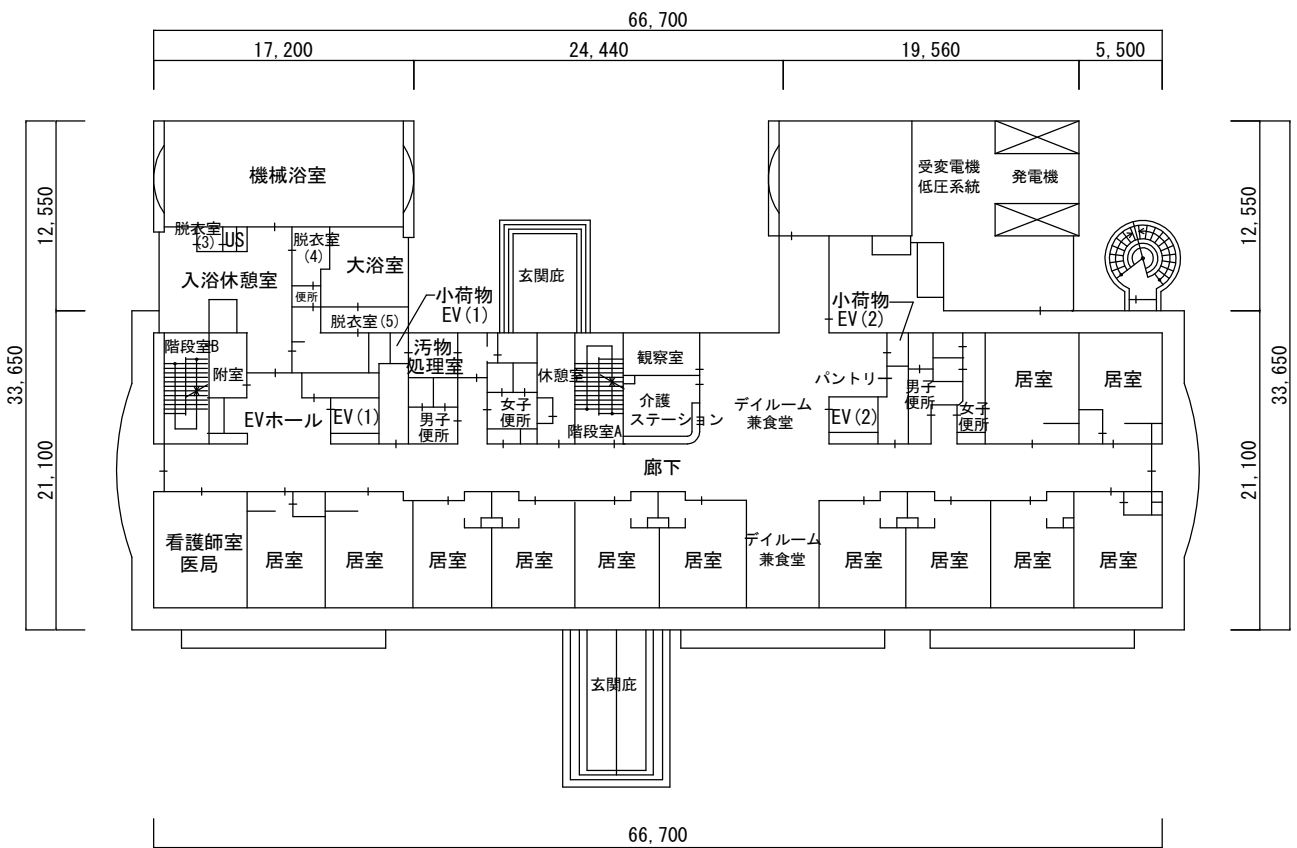 66,700
17,200
24,440
19,560
5,500
12,550
21,100
33,650
12,550
21,100
33,650
機械浴室
受変電機
低圧系統
発電機
脱衣室
(3)
US
脱衣室
(4)
大浴室
入浴休憩室
便所
脱衣室(5)
小荷物
EV(1)
玄関庇
小荷物
EV(2)
階段室B
附室
EVホール
EV(1)
汚物
処理室
男子
便所
女子
便所
休憩室
階段室A
観察室
介護
ステーション
デイルーム
兼食堂
パントリー
EV(2)
男子
便所
女子
便所
居室
居室
廊下
看護師室
医局
居室
居室
居室
居室
居室
居室
デイルーム
兼食堂
居室
居室
居室
居室
玄関庇
66,700